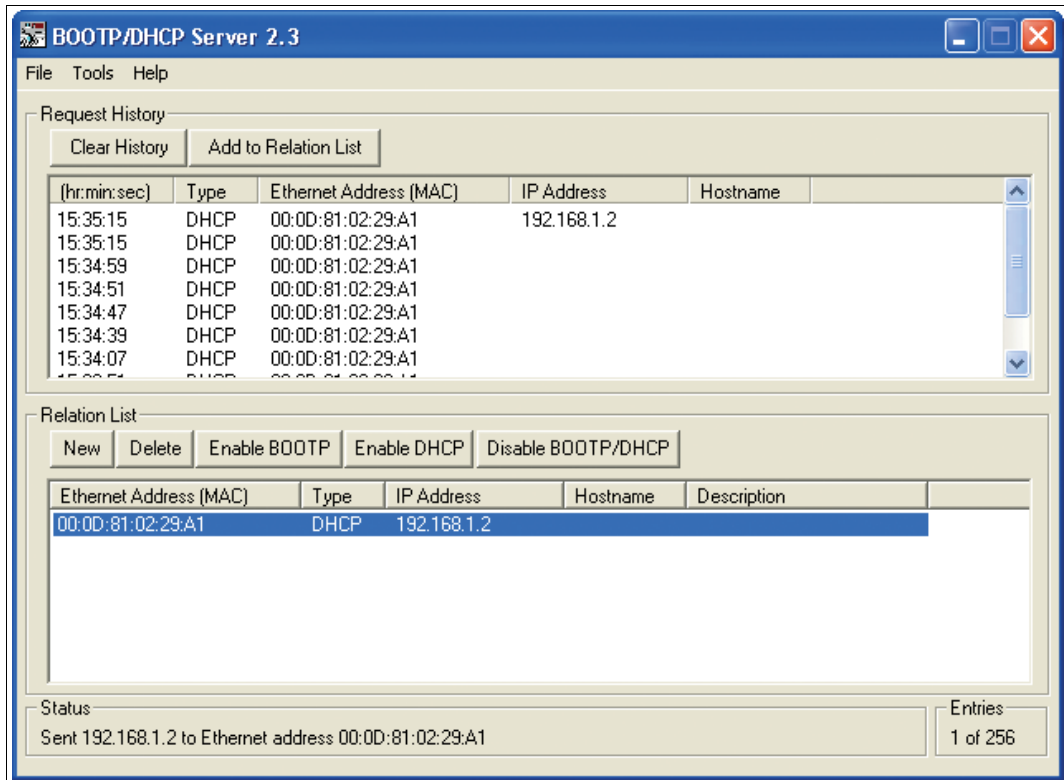 BOOTP/DHCP Server 2.3
File Tools Help
Request History
Clear History Add to Relation List
(hr:min:sec) Type Ethernet Address (MAC) IP Address Hostname
15:35:15 DHCP 00:0D:81:02:29:A1 192.168.1.2
15:35:15 DHCP 00:0D:81:02:29:A1
15:34:59 DHCP 00:0D:81:02:29:A1
15:34:51 DHCP 00:0D:81:02:29:A1
15:34:47 DHCP 00:0D:81:02:29:A1
15:34:39 DHCP 00:0D:81:02:29:A1
15:34:07 DHCP 00:0D:81:02:29:A1
Relation List
New Delete Enable BOOTP Enable DHCP Disable BOOTP/DHCP
Ethernet Address (MAC) Type IP Address Hostname Description
00:0D:81:02:29:A1 DHCP 192.168.1.2
Status Entries
Sent 192.168.1.2 to Ethernet address 00:0D:81:02:29:A1 1 of 256